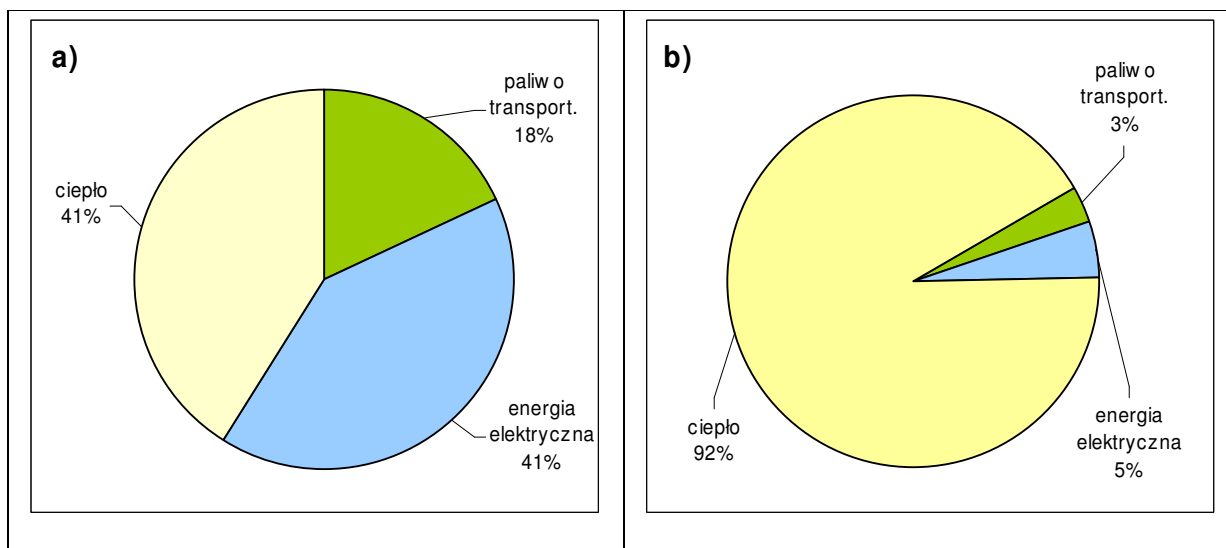 a)
paliw o
transport.
18%
ciepło
41%
energia
elektryczna
41%
b)
paliw o
transport.
3%
ciepło
92%
energia
elektryczna
5%